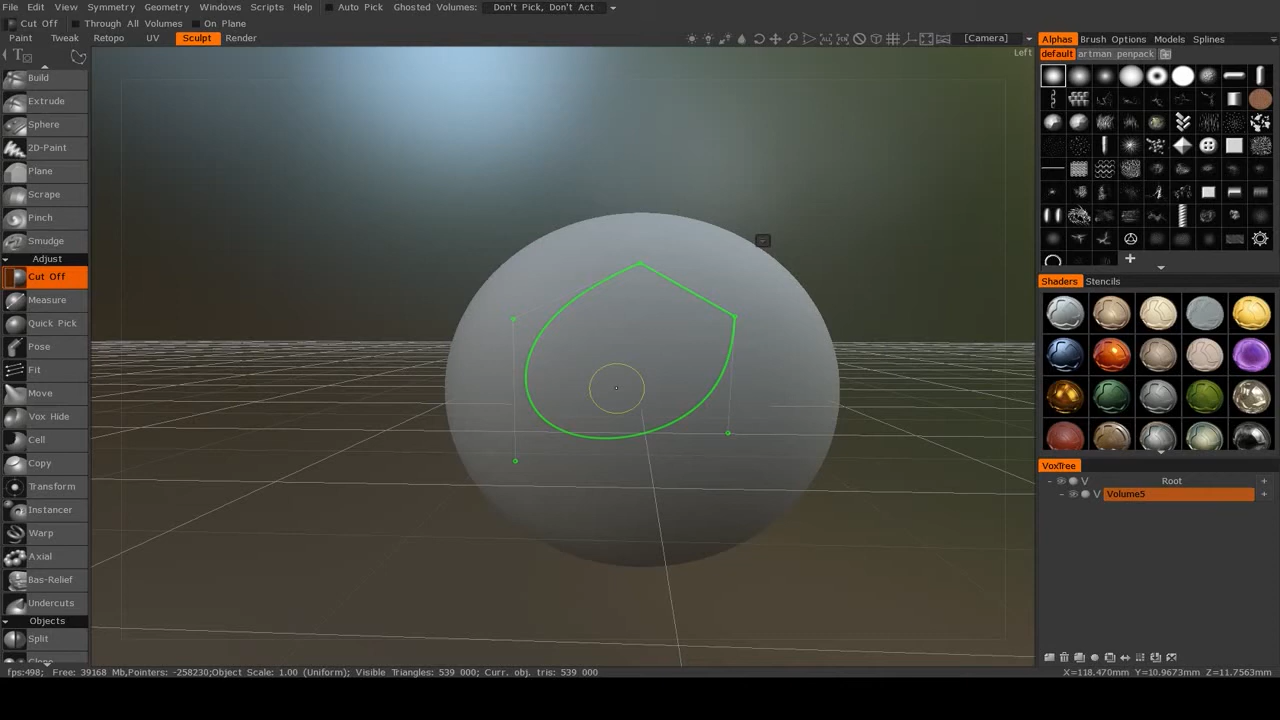 File Edit View Symmetry Geometry Windows Scripts Help Auto Pick Ghosted Volumes: Don't Pick, Don't Act
Cut Off Through All Volumes On Plane
Paint Tweak Retopo UV Sculpt Render [Camera] Alphas Brush Options Models Splines
Left
default artman penpack
Build
Extrude
Sphere
2D-Paint
Plane
Scrape
Pinch
Smudge
Adjust
Cut Off
Measure
Quick Pick
Pose
Fit
Move
Vox Hide
Cell
Copy
Transform
Instancer
Warp
Axial
Bas-Relief
Undercuts
Objects
Split
Shaders Stencils
VoxTree
V Root
V Volume5
fps:498; Free: 39168 Mb,Pointers: -258230;Object Scale: 1.00 (Uniform); Visible Triangles: 539 000; Curr. obj. tris: 539 000 X=118.470mm Y=10.9673mm Z=11.7563mm